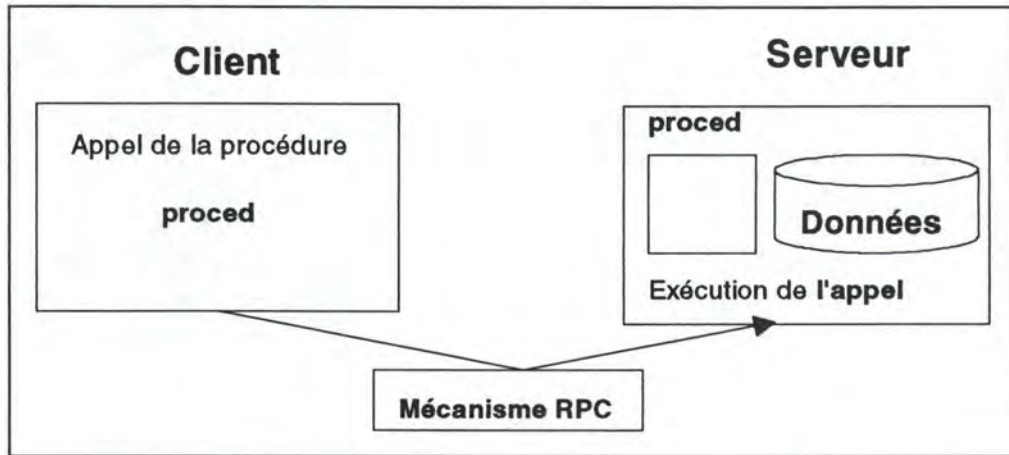 Client
Appel de la procédure
proced
Serveur
proced
Données
Exécution de l'appel
Mécanisme RPC